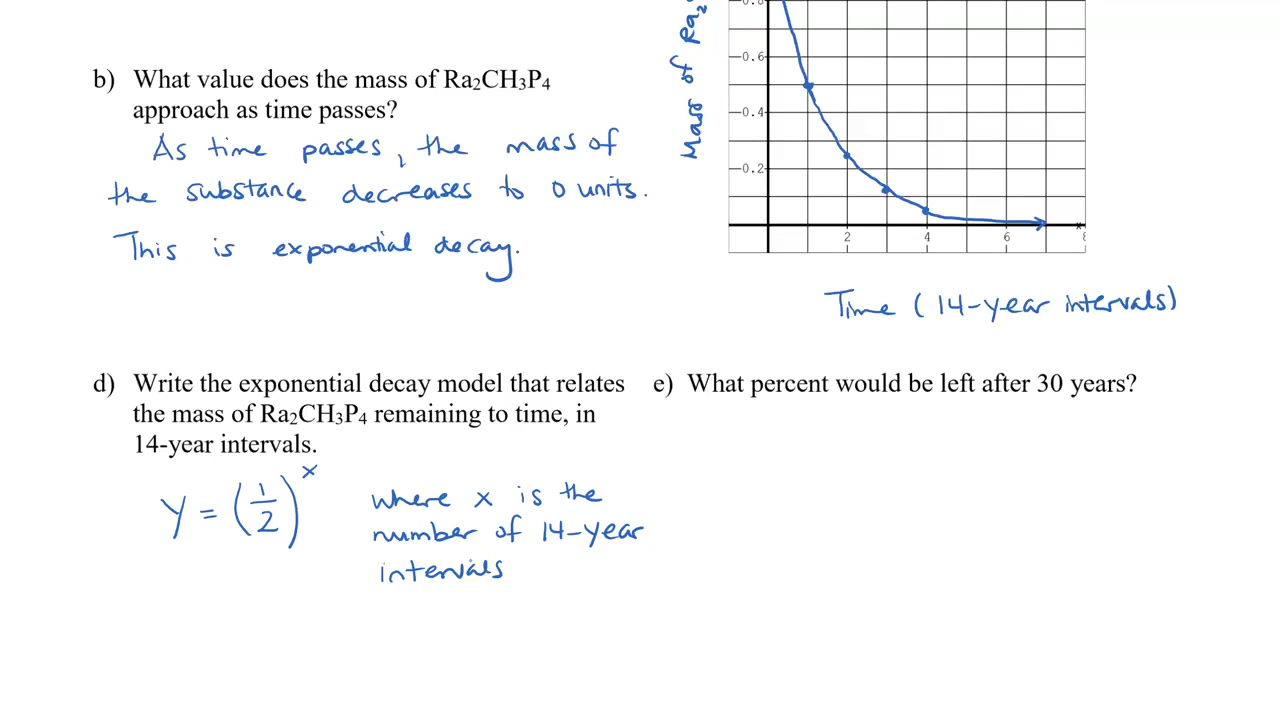 b) What value does the mass of Ra₂CH₃P₄
approach as time passes?
As time passes, the mass of
the substance decreases to 0 units.
This is exponential decay.
Mass of Ra₂
0.8
0.6
0.4
0.2
2 4 6 8
x
Time (14-year intervals)
d) Write the exponential decay model that relates
the mass of Ra₂CH₃P₄ remaining to time, in
14-year intervals.
y = (1/2)^x
where x is the
number of 14-year
intervals
e) What percent would be left after 30 years?